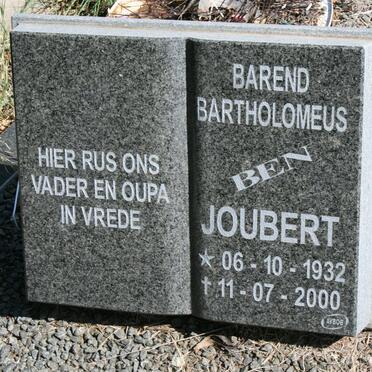 HIER RUS ONS
VADER EN OUPA
IN VREDE
BAREND
BARTHOLOMEUS
BEN
JOUBERT
* 06 - 10 - 1932
† 11 - 07 - 2000